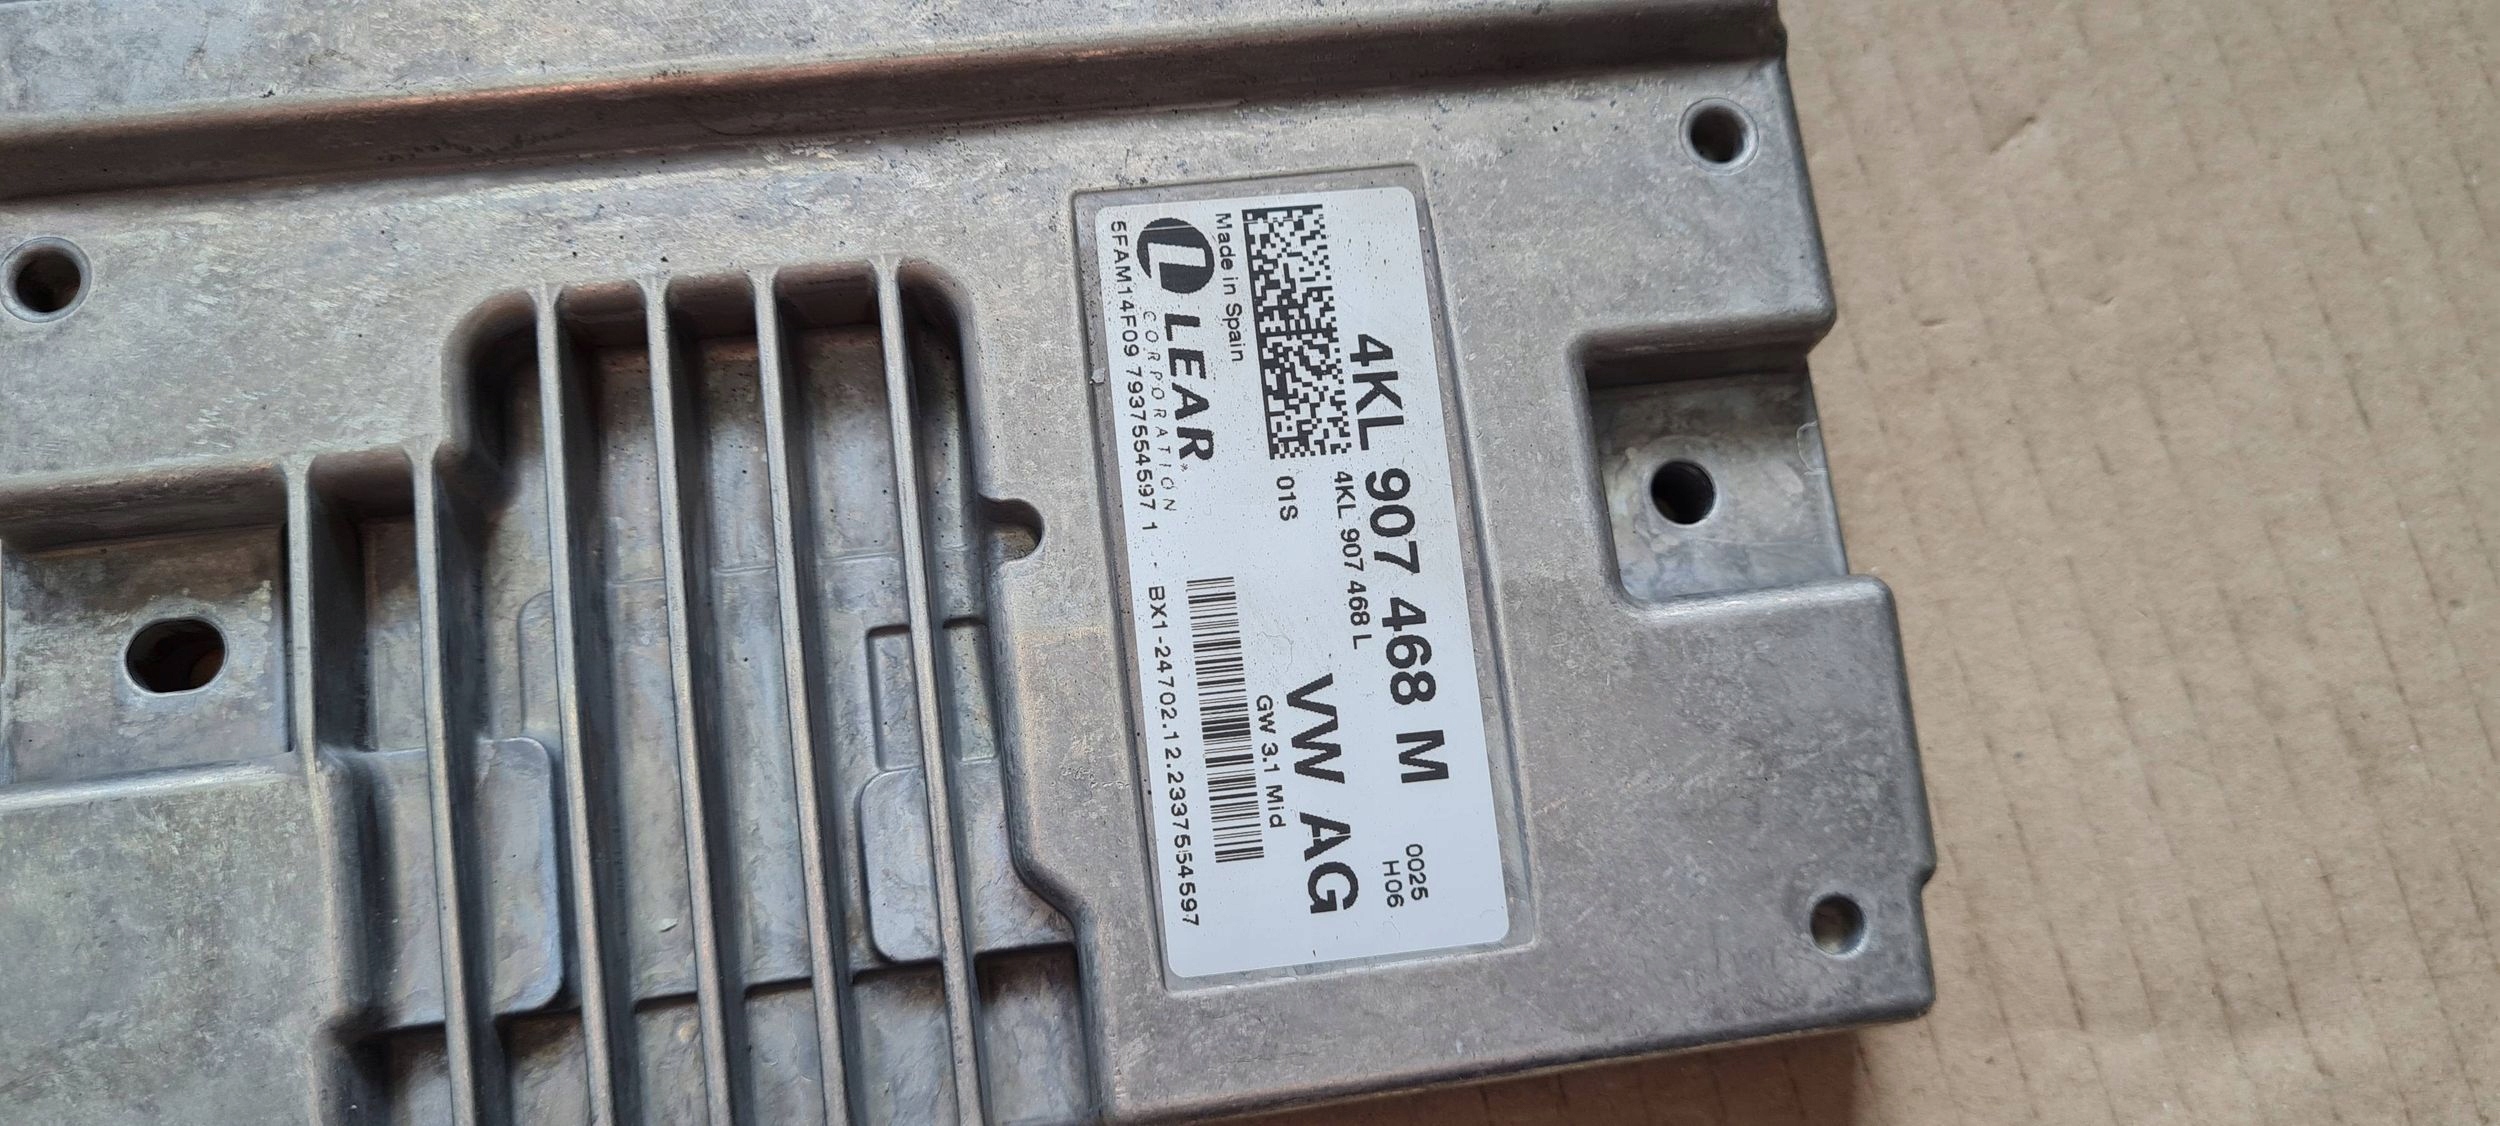 4KL 907 468 M
0025
4KL 907 468 L
H06
01S
VW AG
GW 3.1 Mid
Made in Spain
LEAR
CORPORATION
5FAM14F09 7937554597 1 - BX1-24702.12.2337554597